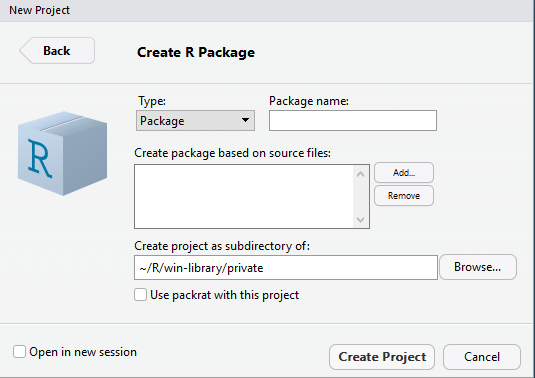 New Project
Back
Create R Package
Type:
Package name:
Package
R
Create package based on source files:
Add...
Remove
Create project as subdirectory of:
~/R/win-library/private
Browse...
Use packrat with this project
Open in new session
Create Project
Cancel